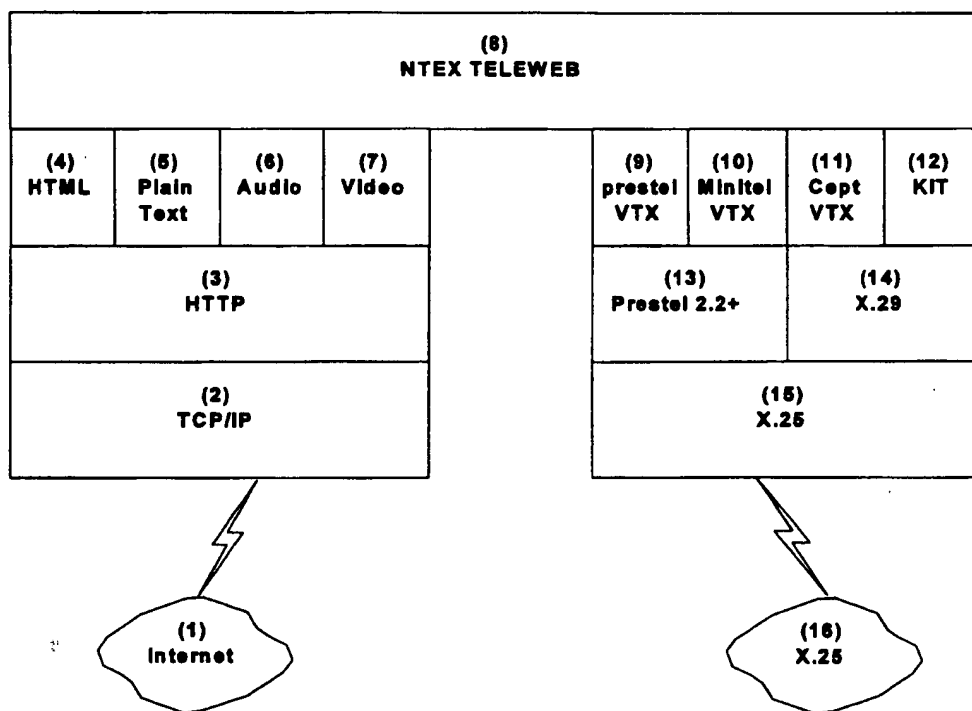 (8)
NTEX TELEWEB
(4)
HTML
(5)
Plain
Text
(6)
Audio
(7)
Video
(9)
prestel
VTX
(10)
Minitel
VTX
(11)
Cept
VTX
(12)
KIT
(3)
HTTP
(13)
Prestel 2.2+
(14)
X.29
(2)
TCP/IP
(15)
X.25
(1)
Internet
(16)
X.25